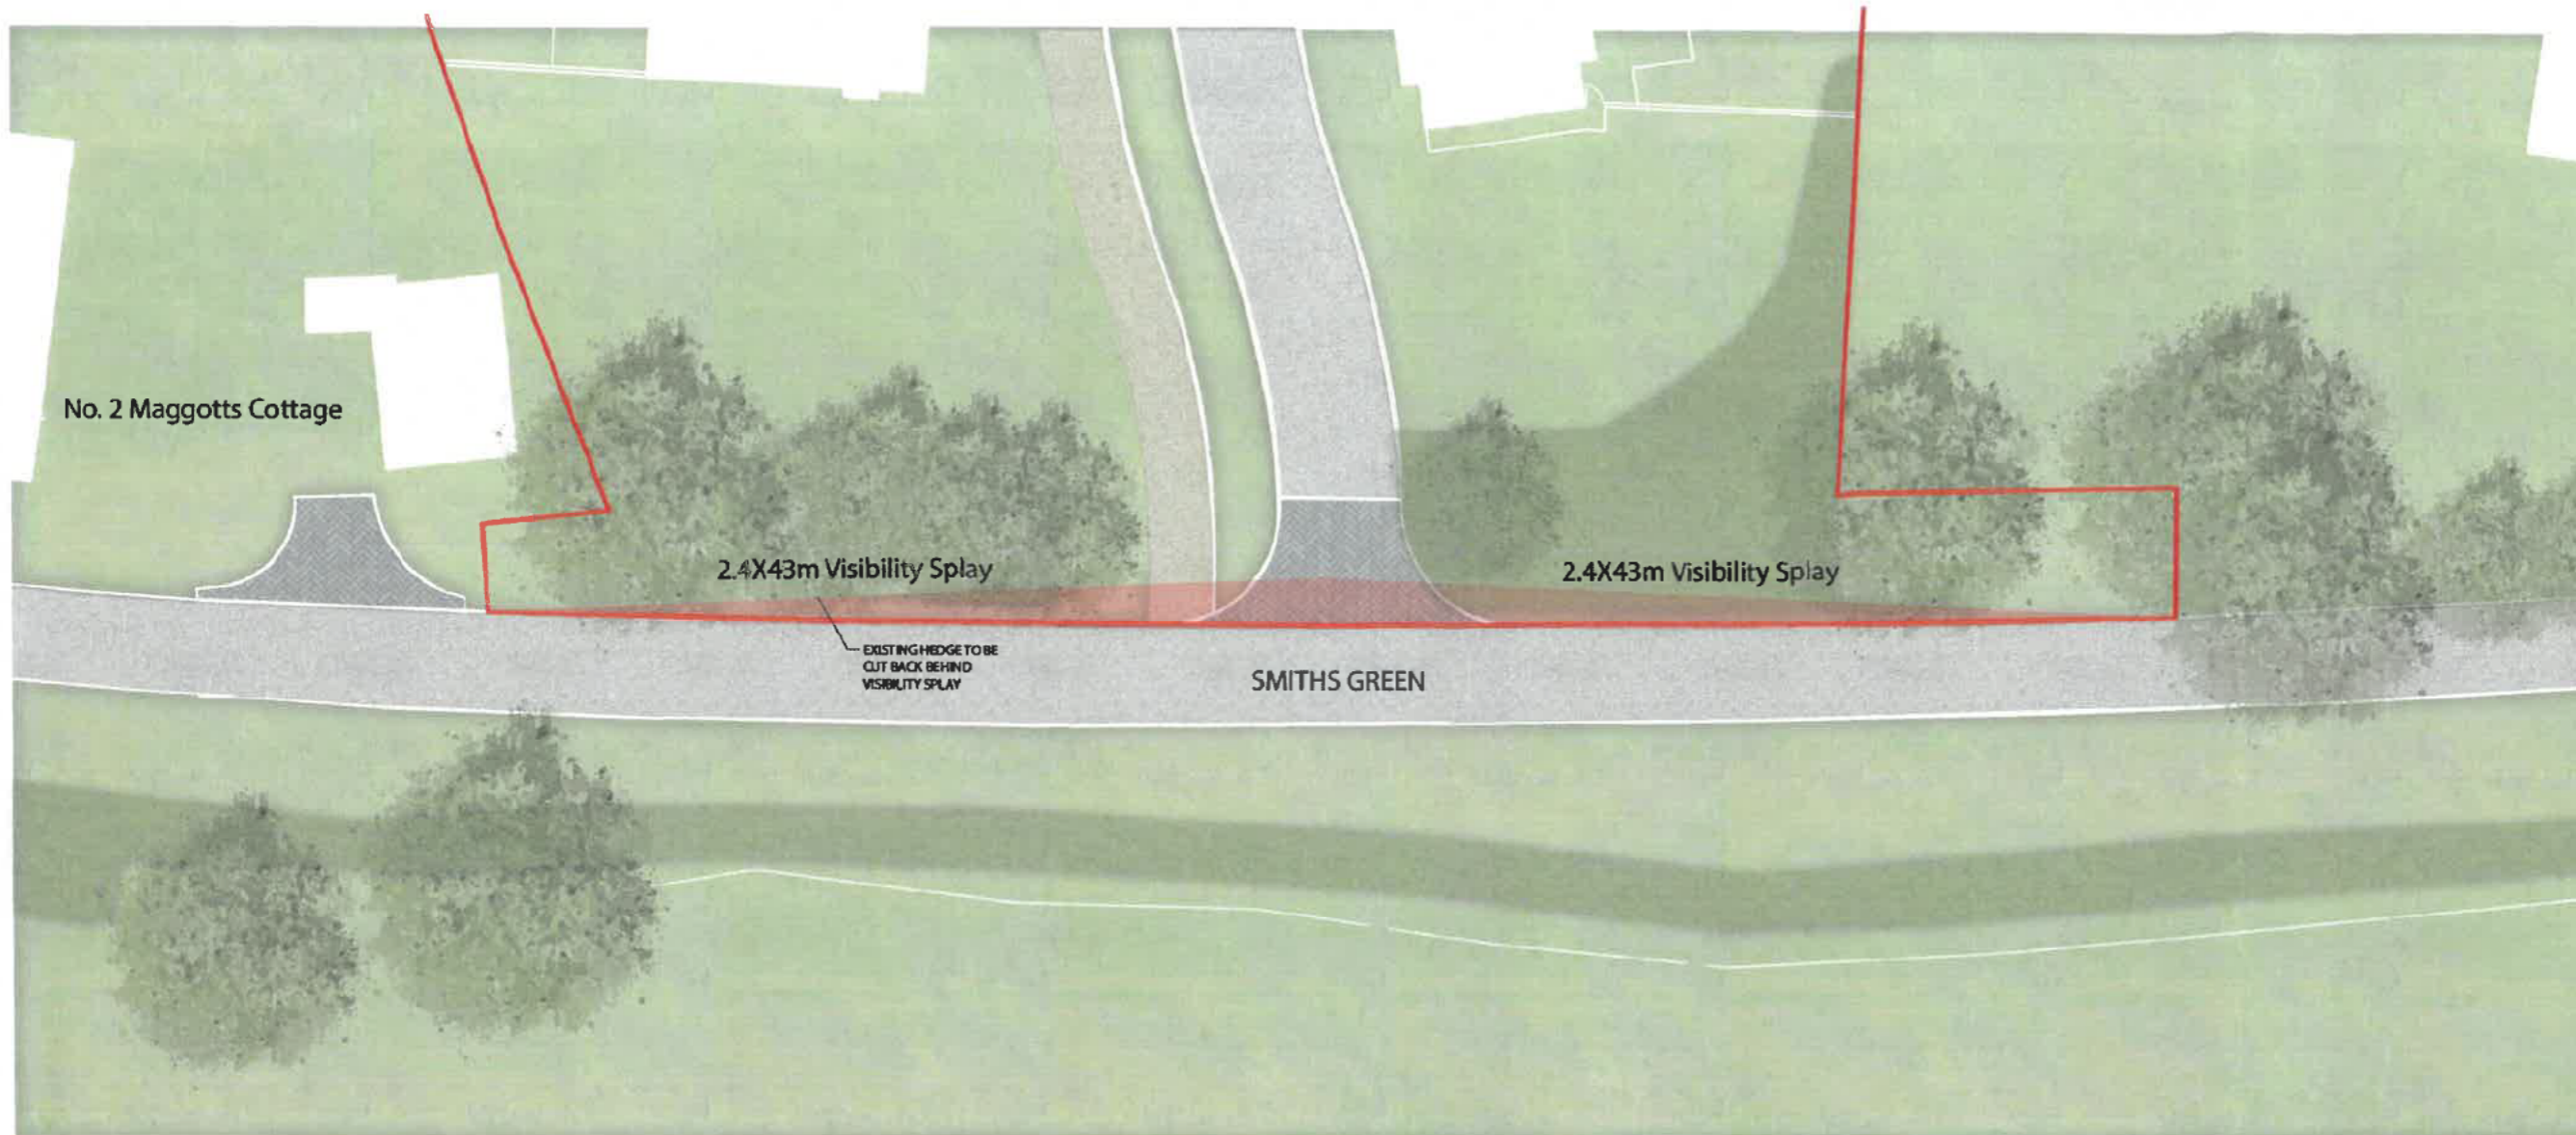 No. 2 Maggotts Cottage
2.4X43m Visibility Splay
2.4X43m Visibility Splay
EXISTING HEDGE TO BE
CUT BACK BEHIND
VISIBILITY SPLAY
SMITHS GREEN